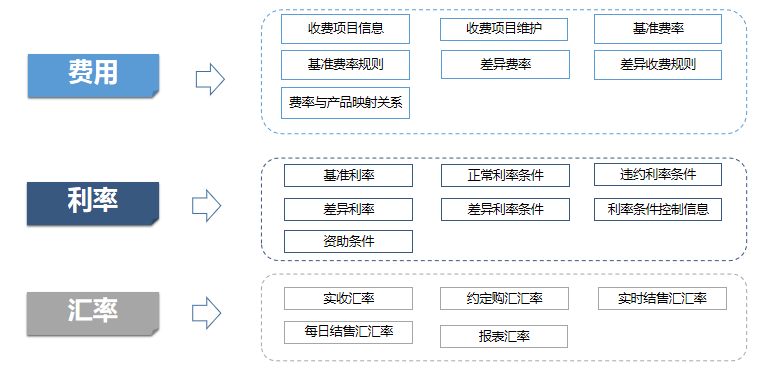 费用
收费项目信息
收费项目维护
基准费率
基准费率规则
差异费率
差异收费规则
费率与产品映射关系
利率
基准利率
正常利率条件
违约利率条件
差异利率
差异利率条件
利率条件控制信息
资助条件
汇率
实收汇率
约定购汇汇率
实时结售汇汇率
每日结售汇汇率
报表汇率